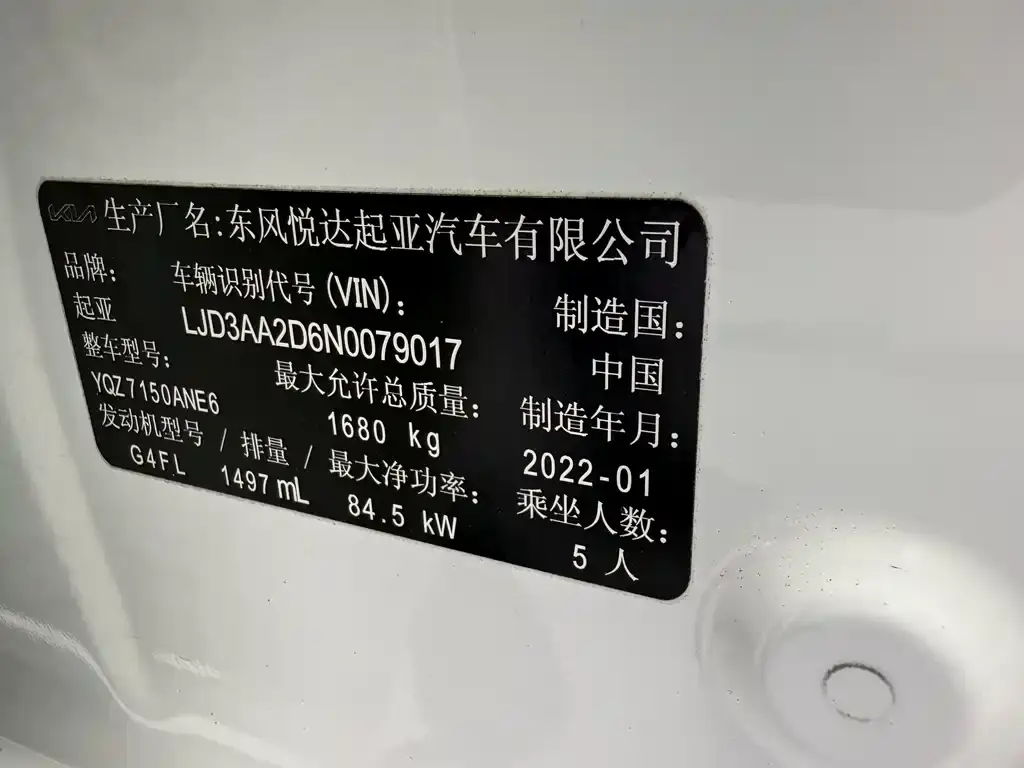 KIA 生产厂名:东风悦达起亚汽车有限公司
品牌: 车辆识别代号(VIN): 制造国:
起亚 LJD3AA2D6N0079017 中国
整车型号: 最大允许总质量: 制造年月:
YQZ7150ANE6 1680 kg 2022-01
发动机型号 / 排量 / 最大净功率: 乘坐人数:
G4FL 1497 mL 84.5 kW 5 人